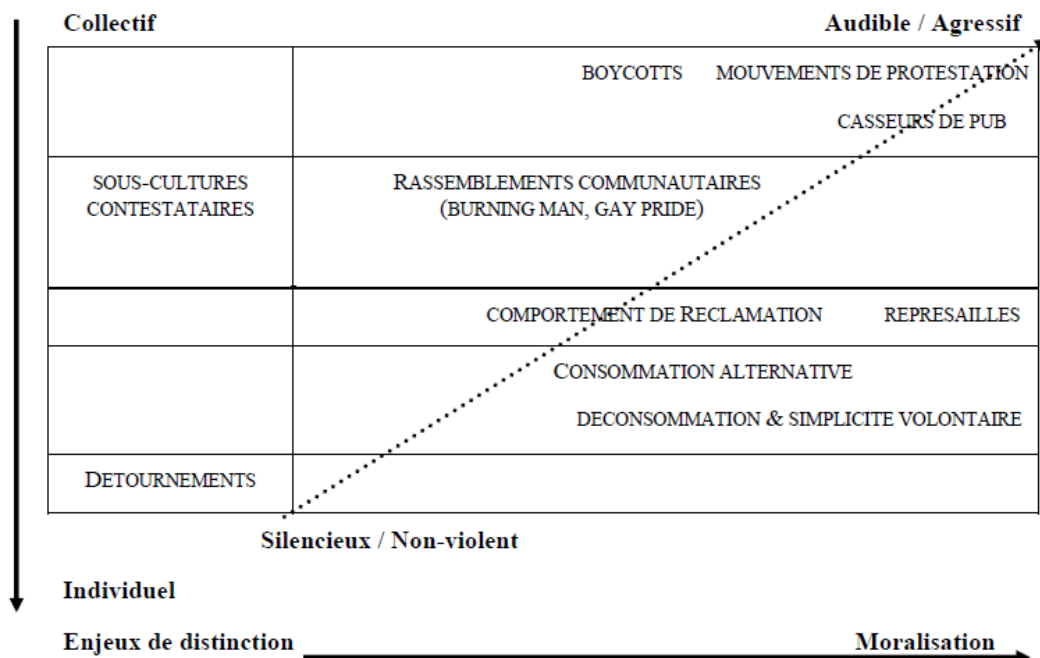 Collectif Audible / Agressif
BOYCOTTS MOUVEMENTS DE PROTESTATION
CASSEURS DE PUB
SOUS-CULTURES RASSEMBLEMENTS COMMUNAUTAIRES
CONTESTATAIRES (BURNING MAN, GAY PRIDE)
COMPORTEMENT DE RECLAMATION REPRESAILLES
CONSOMMATION ALTERNATIVE
DECONSOMMATION & SIMPLICITE VOLONTAIRE
DETOURNEMENTS
Silencieux / Non-violent
Individuel
Enjeux de distinction Moralisation